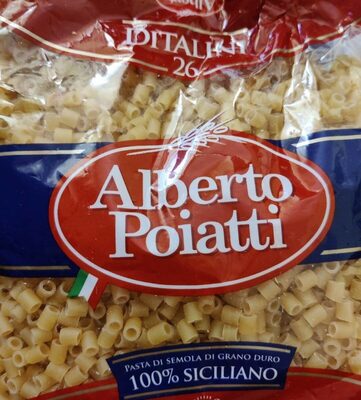 DITALINI
26
Alberto
Poiatti
PASTA DI SEMOLA DI GRANO DURO
100% SICILIANO